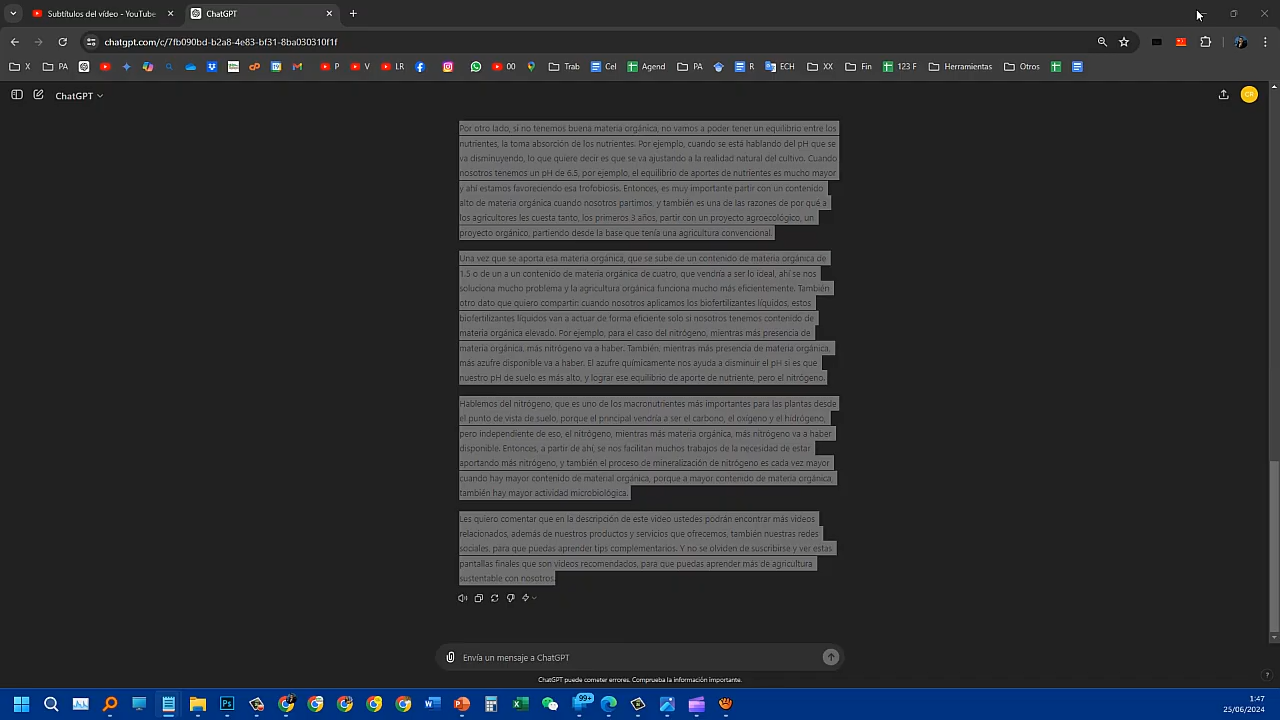 Subtítulos del vídeo - YouTube
ChatGPT
chatgpt.com/c/7fb090bd-b2a8-4e83-bf31-8ba030310f1f
X
PA
P
V
LR
00
Trab
Cel
Agend
PA
R
ECH
XX
Fin
123 F
Herramientas
Otros
ChatGPT
CR
Por otro lado, si no tenemos buena materia orgánica, no vamos a poder tener un equilibrio entre los
nutrientes, la toma absorción de los nutrientes. Por ejemplo, cuando se está hablando del pH que se
va disminuyendo, lo que quiere decir es que se va ajustando a la realidad natural del cultivo. Cuando
nosotros tenemos un pH de 6.5, por ejemplo, el equilibrio de aportes de nutrientes es mucho mayor
y ahí estamos favoreciendo esa trofobiosis. Entonces, es muy importante partir con un contenido
alto de materia orgánica cuando nosotros partimos, y también es una de las razones de por qué a
los agricultores les cuesta tanto, los primeros 3 años, partir con un proyecto agroecológico, un
proyecto orgánico, partiendo desde la base que tenía una agricultura convencional.
Una vez que se aporta esa materia orgánica, que se sube de un contenido de materia orgánica de
1.5 o de un a un contenido de materia orgánica de cuatro, que vendría a ser lo ideal, ahí se nos
soluciona mucho problema y la agricultura orgánica funciona mucho más eficientemente. También
otro dato que quiero compartir: cuando nosotros aplicamos los biofertilizantes líquidos, estos
biofertilizantes líquidos van a actuar de forma eficiente solo si nosotros tenemos contenido de
materia orgánica elevado. Por ejemplo, para el caso del nitrógeno, mientras más presencia de
materia orgánica, más nitrógeno va a haber. También, mientras más presencia de materia orgánica,
más azufre disponible va a haber. El azufre químicamente nos ayuda a disminuir el pH si es que
nuestro pH de suelo es más alto, y lograr ese equilibrio de aporte de nutriente, pero el nitrógeno.
Hablemos del nitrógeno, que es uno de los macronutrientes más importantes para las plantas desde
el punto de vista de suelo, porque el principal vendría a ser el carbono, el oxígeno y el hidrógeno,
pero independiente de eso, el nitrógeno, mientras más materia orgánica, más nitrógeno va a haber
disponible. Entonces, a partir de ahí, se nos facilitan muchos trabajos de la necesidad de estar
aportando más nitrógeno, y también el proceso de mineralización de nitrógeno es cada vez mayor
cuando hay mayor contenido de material orgánica, porque a mayor contenido de materia orgánica,
también hay mayor actividad microbiológica.
Les quiero comentar que en la descripción de este video ustedes podrán encontrar más videos
relacionados, además de nuestros productos y servicios que ofrecemos, también nuestras redes
sociales, para que puedas aprender tips complementarios. Y no se olviden de suscribirse y ver estas
pantallas finales que son videos recomendados, para que puedas aprender más de agricultura
sustentable con nosotros.
Envía un mensaje a ChatGPT
ChatGPT puede cometer errores. Comprueba la información importante.
?
99+
1:47
25/06/2024